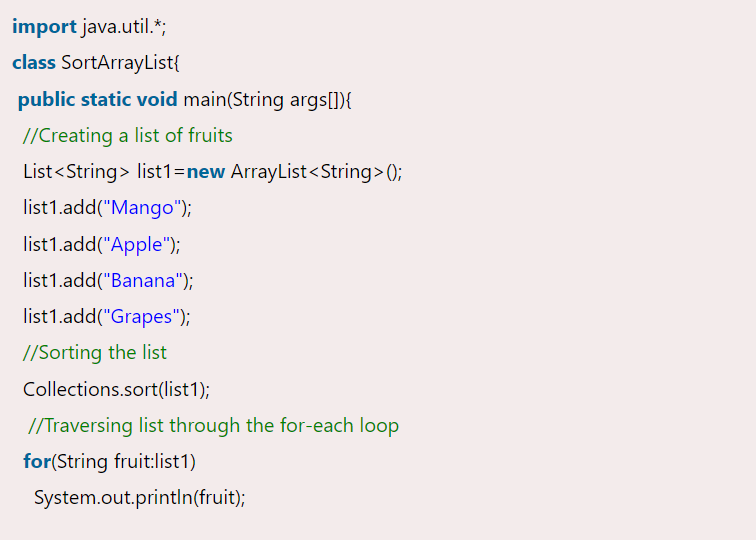 import java.util.*;
class SortArrayList{
public static void main(String args[]){
//Creating a list of fruits
List<String> list1=new ArrayList<String>();
list1.add("Mango");
list1.add("Apple");
list1.add("Banana");
list1.add("Grapes");
//Sorting the list
Collections.sort(list1);
//Traversing list through the for-each loop
for(String fruit:list1)
System.out.println(fruit);